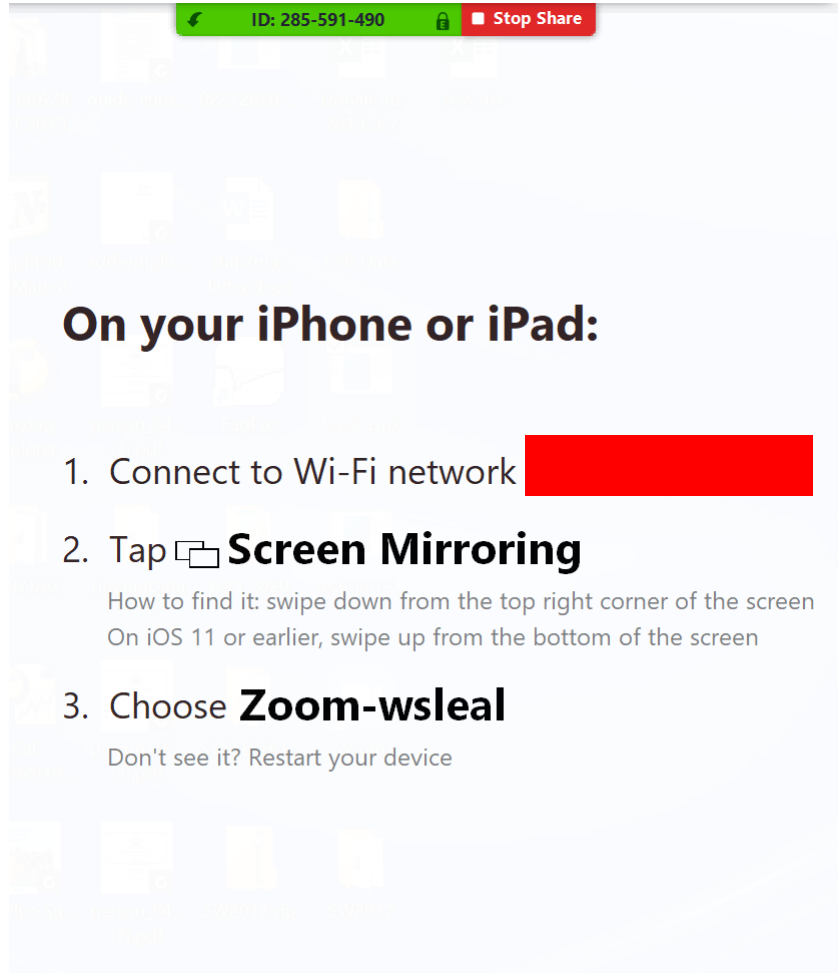 ID: 285-591-490 Stop Share
On your iPhone or iPad:
1. Connect to Wi-Fi network
2. Tap Screen Mirroring
How to find it: swipe down from the top right corner of the screen
On iOS 11 or earlier, swipe up from the bottom of the screen
3. Choose Zoom-wsleal
Don't see it? Restart your device